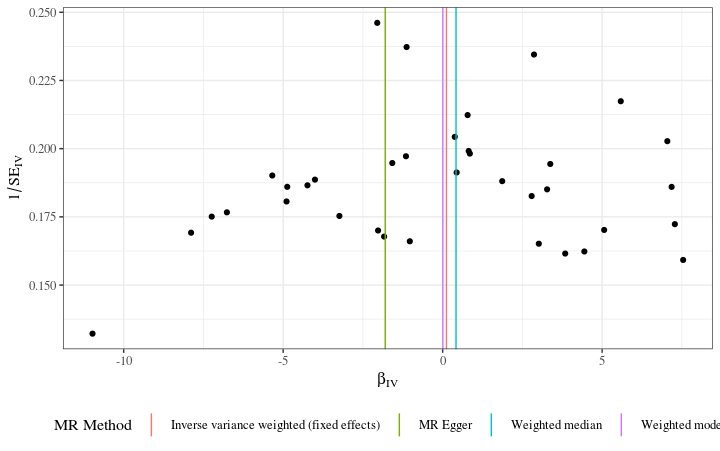 0.250
0.225
0.200
0.175
0.150
1/SE_IV
-10 -5 0 5
β_IV
MR Method Inverse variance weighted (fixed effects) MR Egger Weighted median Weighted mode